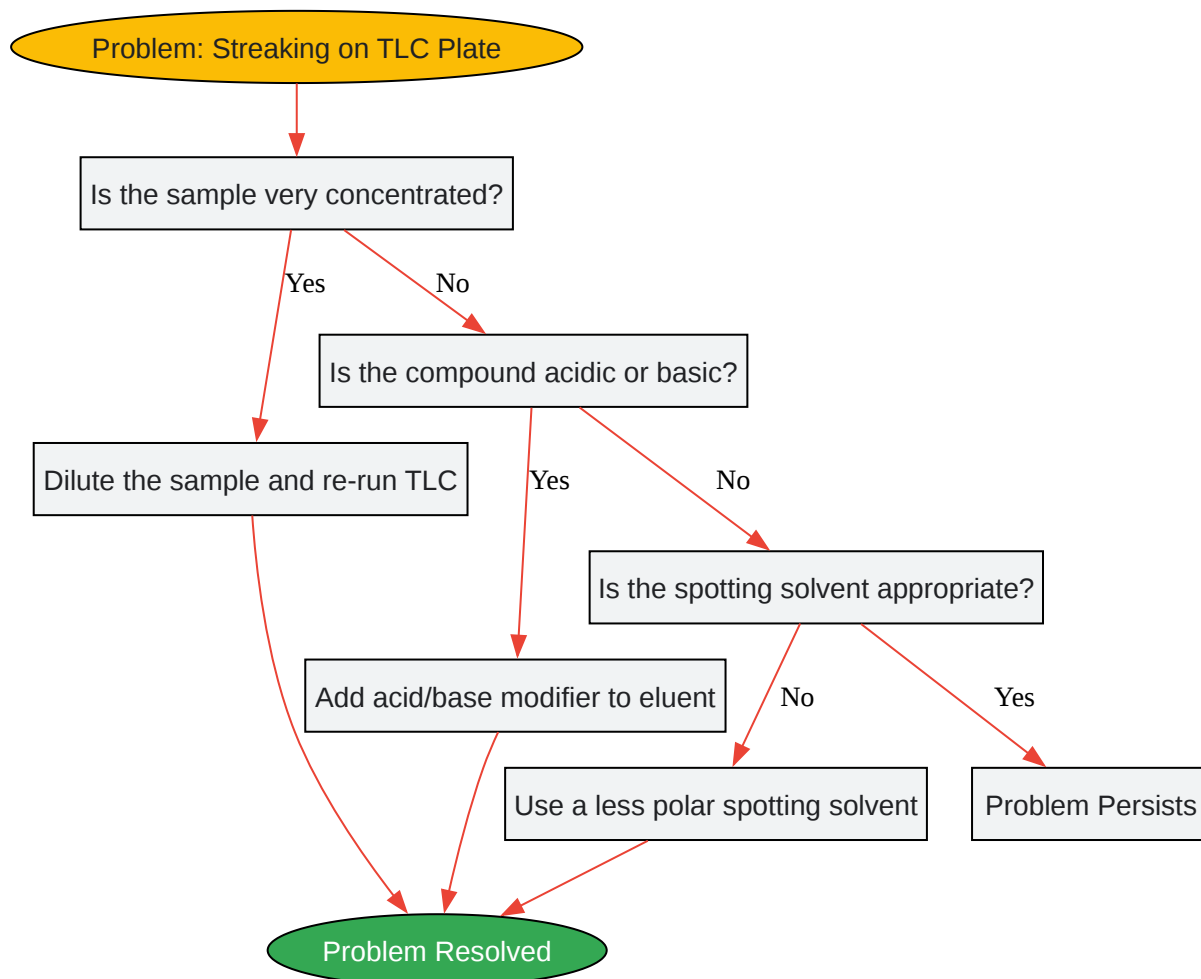 Problem: Streaking on TLC Plate
Is the sample very concentrated?
Yes
No
Is the compound acidic or basic?
Dilute the sample and re-run TLC
Yes
No
Is the spotting solvent appropriate?
Add acid/base modifier to eluent
No
Yes
Use a less polar spotting solvent
Problem Persists
Problem Resolved